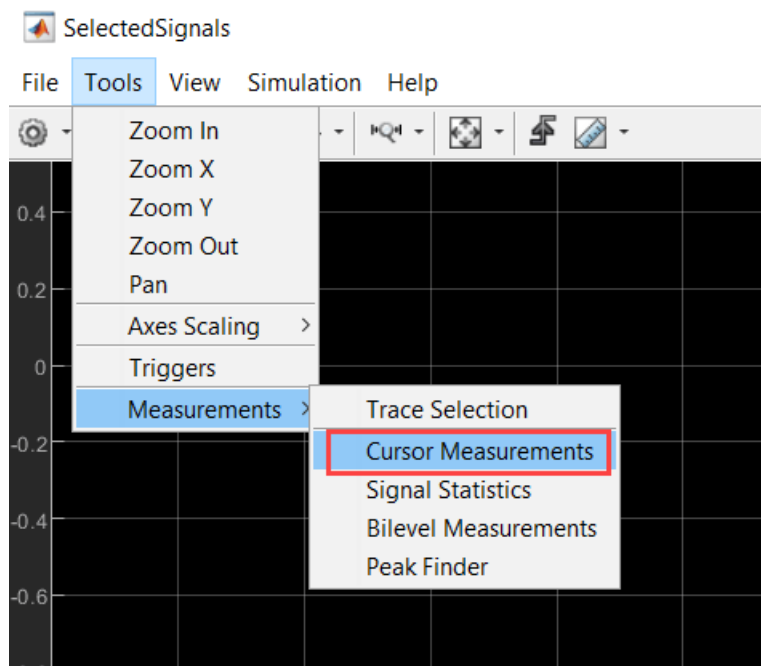 SelectedSignals
File Tools View Simulation Help
Zoom In
Zoom X
Zoom Y
Zoom Out
Pan
Axes Scaling
Triggers
Measurements
Trace Selection
Cursor Measurements
Signal Statistics
Bilevel Measurements
Peak Finder
0.4
0.2
0
-0.2
-0.4
-0.6